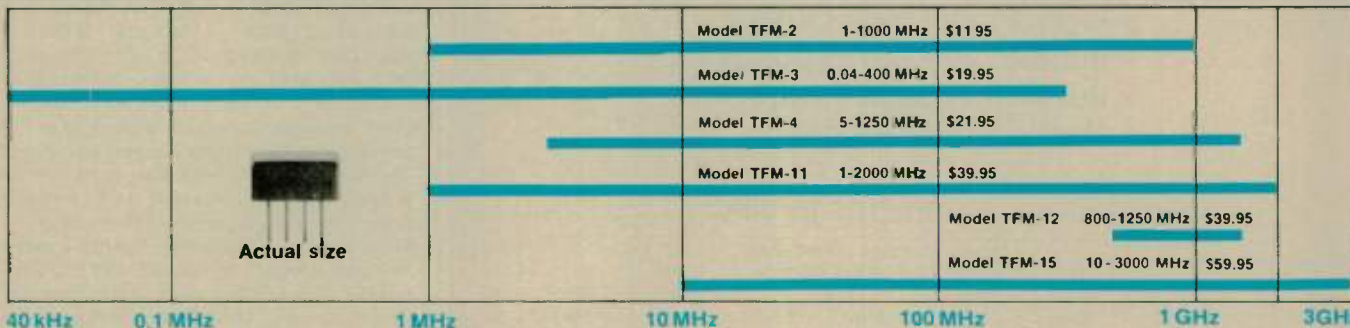 Model TFM-2 1-1000 MHz $11 95
Model TFM-3 0.04-400 MHz $19.95
Model TFM-4 5-1250 MHz $21.95
Model TFM-11 1-2000 MHz $39.95
Model TFM-12 800-1250 MHz $39.95
Actual size
Model TFM-15 10-3000 MHz $59.95
40 kHz 0.1 MHz 1 MHz 10 MHz 100 MHz 1 GHz 3GH